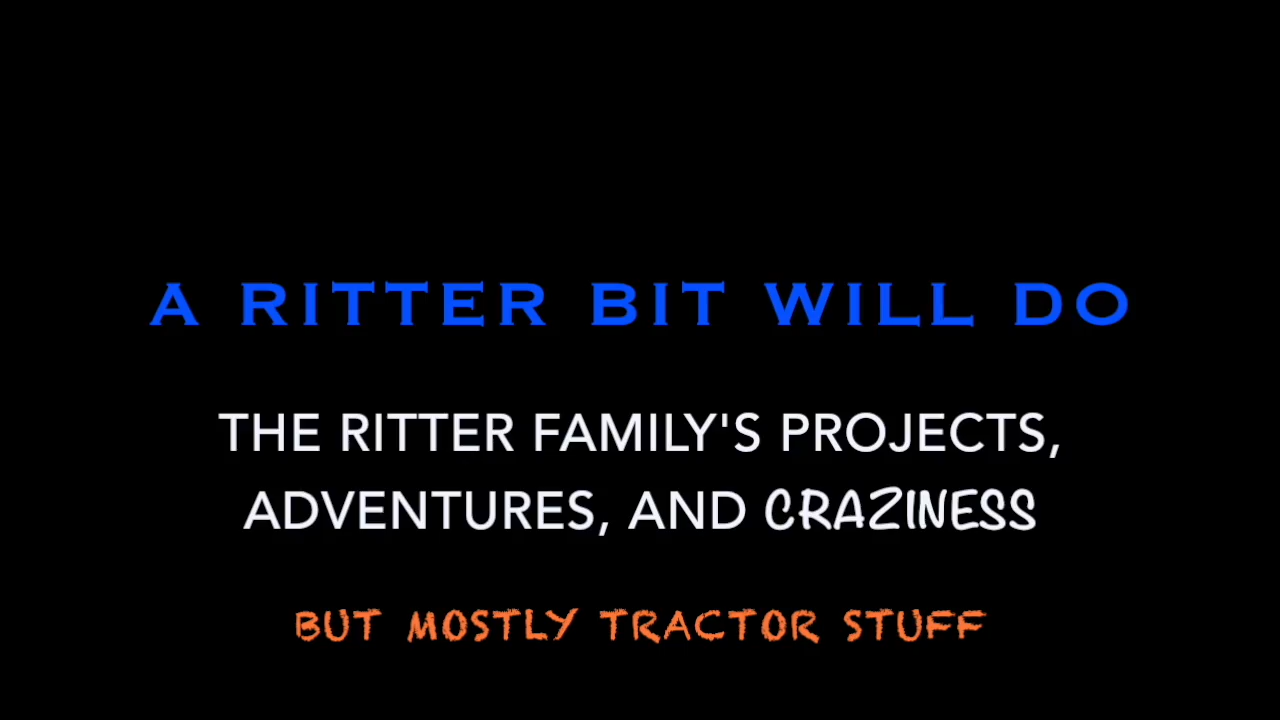 A RITTER BIT WILL DO
THE RITTER FAMILY'S PROJECTS,
ADVENTURES, AND CRAZINESS
BUT MOSTLY TRACTOR STUFF